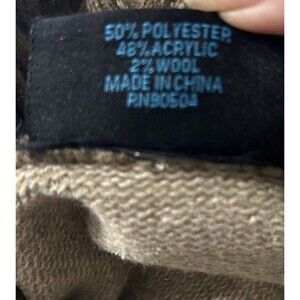 50% POLYESTER
48% ACRYLIC
2% WOOL
MADE IN CHINA
RN90504